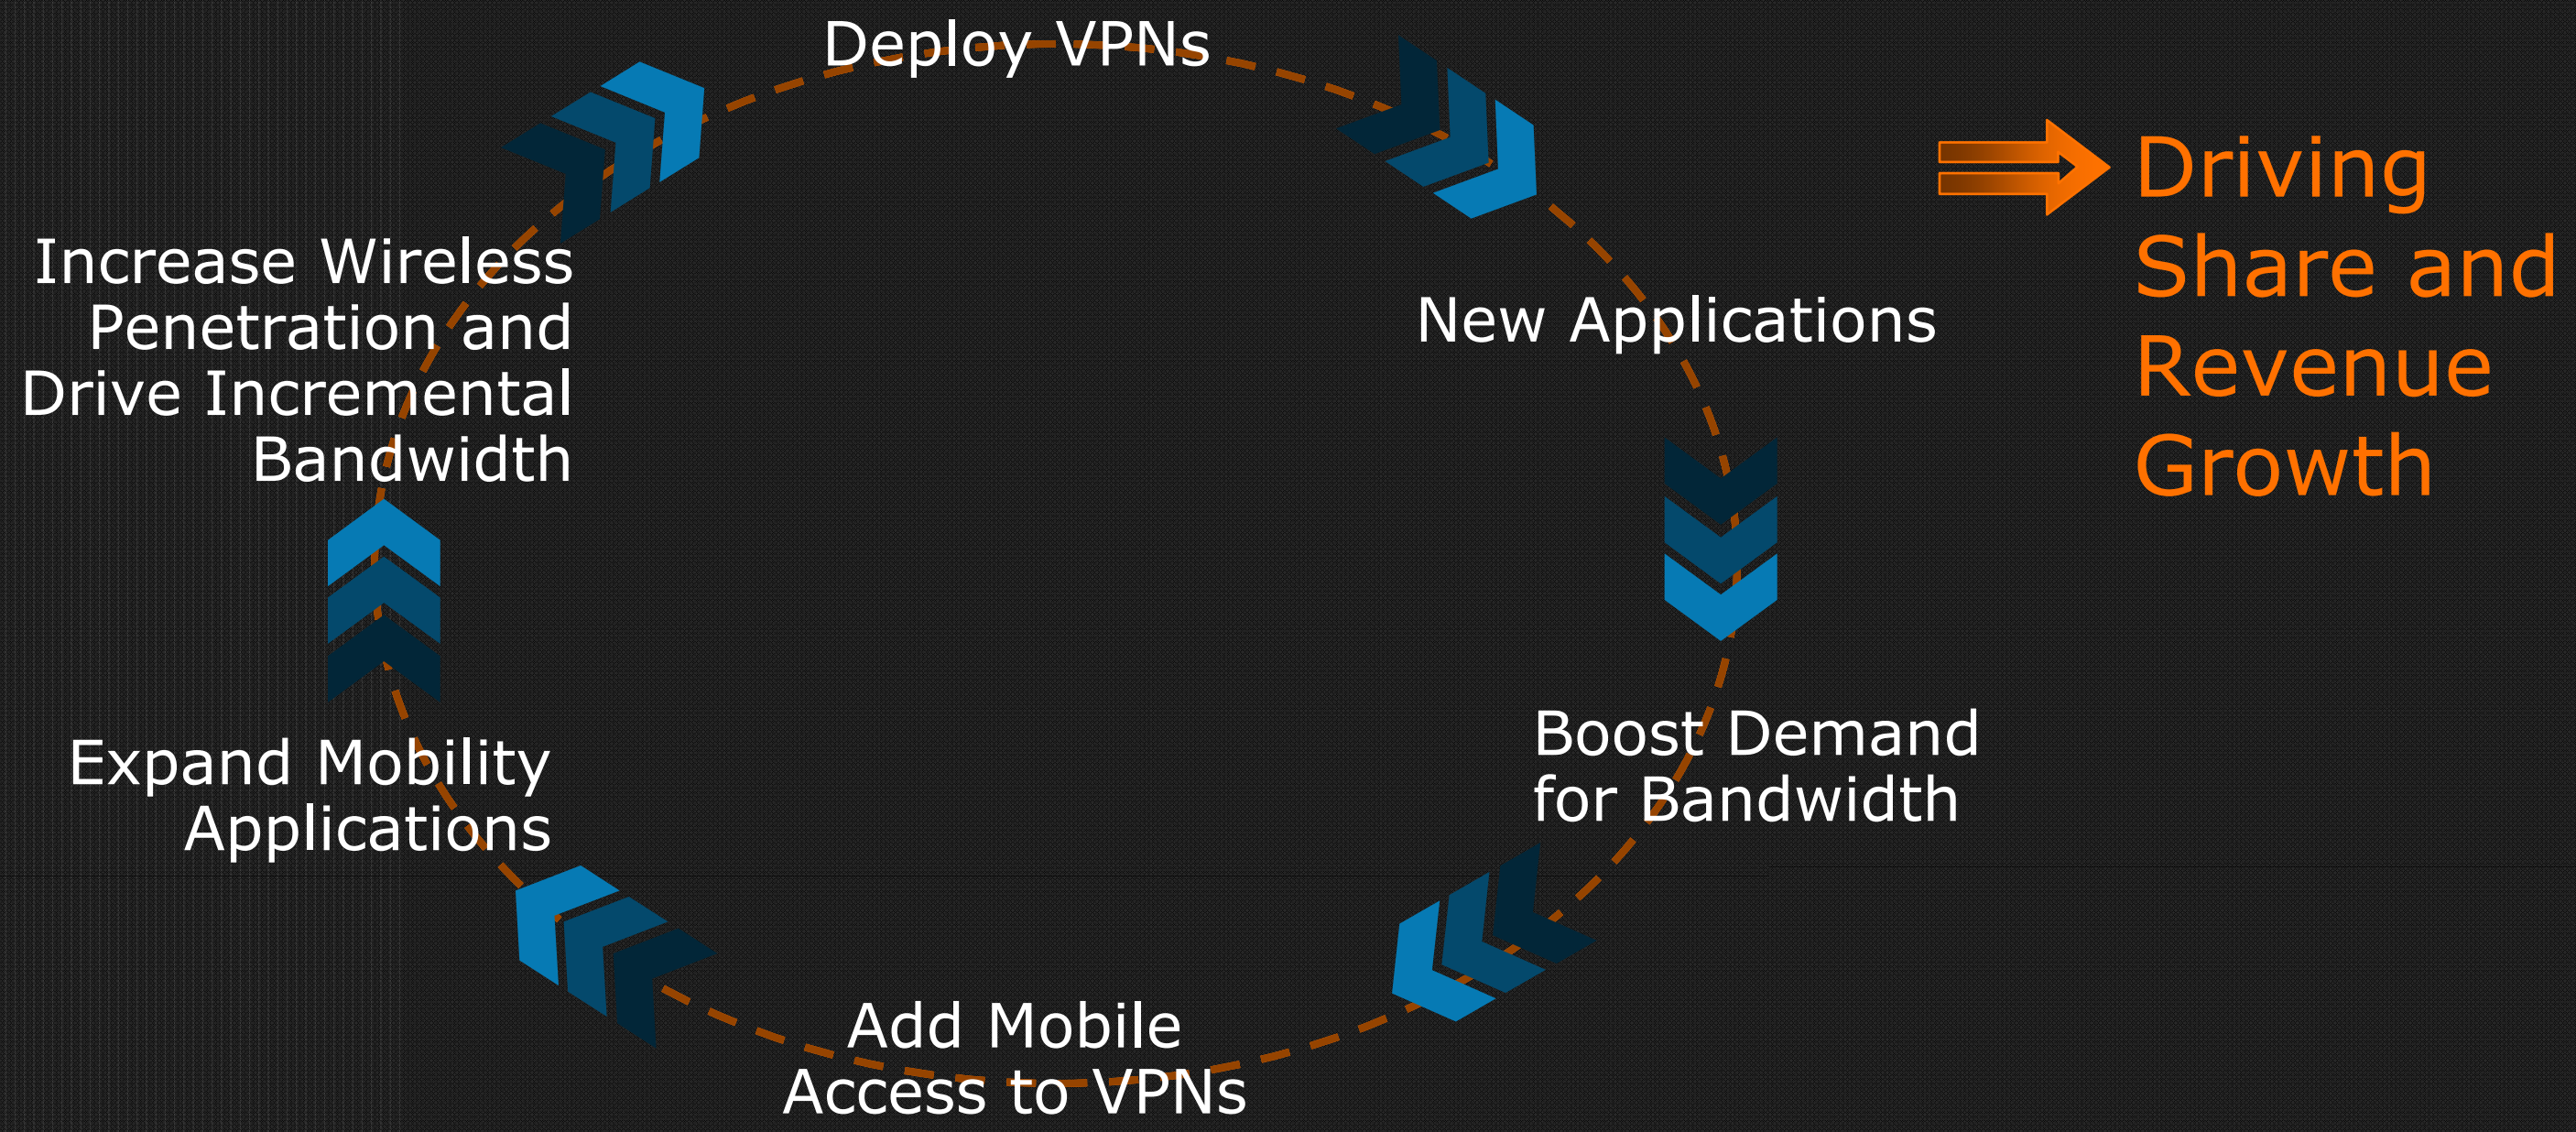 Deploy VPNs
New Applications
Boost Demand
for Bandwidth
Add Mobile
Access to VPNs
Expand Mobility
Applications
Increase Wireless
Penetration and
Drive Incremental
Bandwidth
Driving
Share and
Revenue
Growth